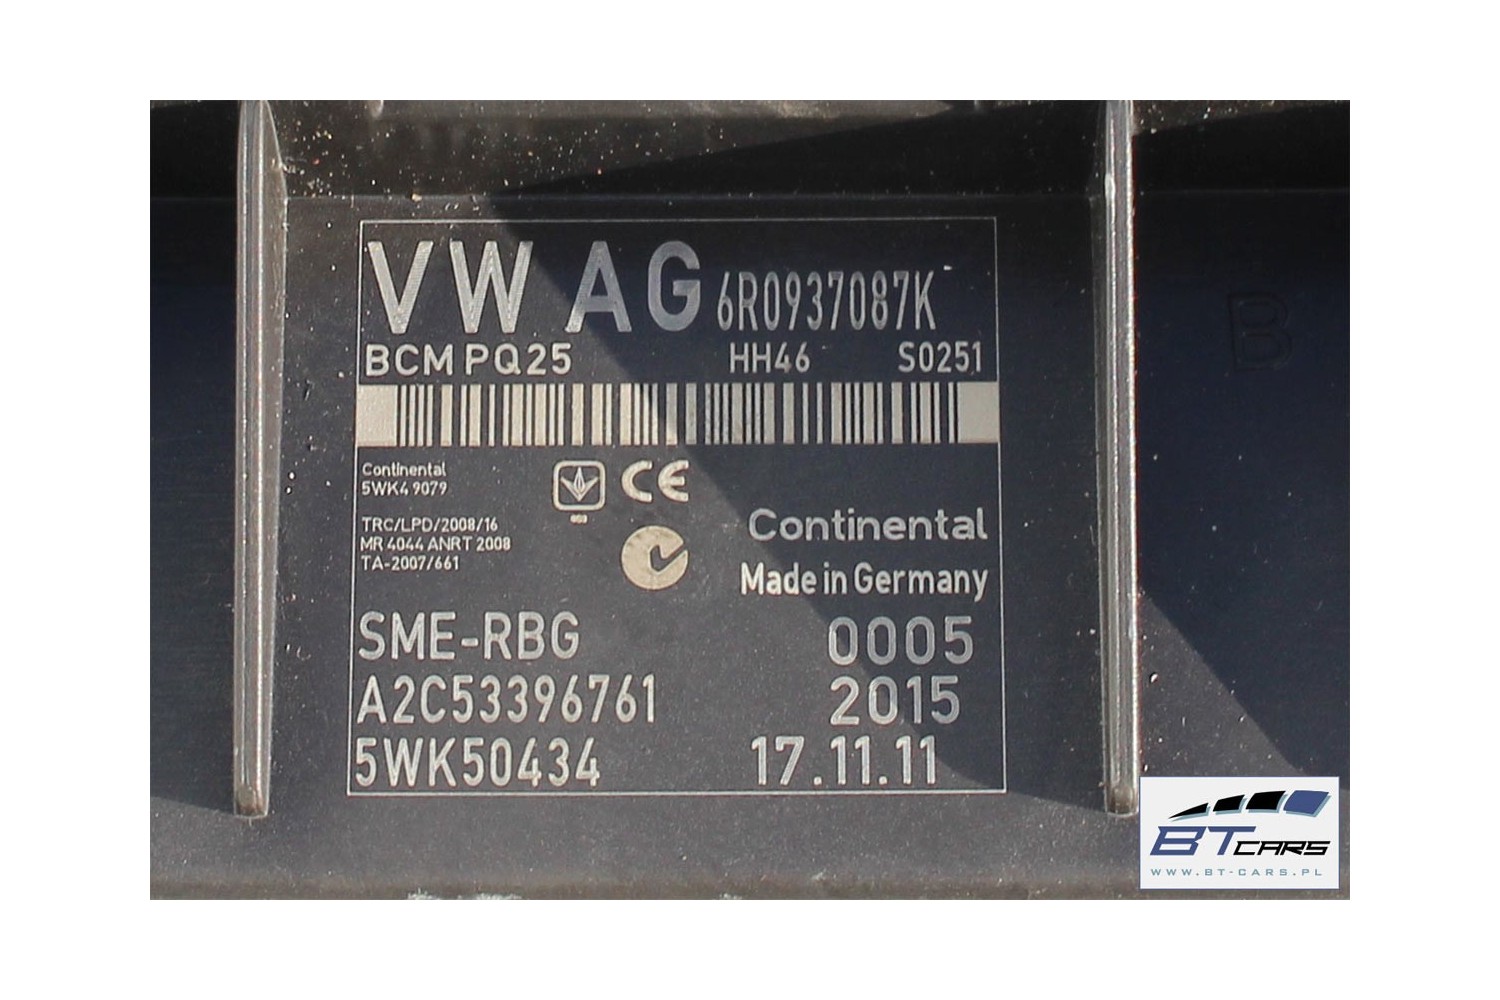 VW AG 6R0937087K
BCM PQ25 HH46 S0251
Continental
5WK4 9079
TRC/LPD/2008/16
MR 4044 ANRT 2008
TA-2007/661
CE
Continental
Made in Germany
SME-RBG 0005
A2C53396761 2015
5WK50434 17.11.11
B
BT CARS
WWW.BT-CARS.PL